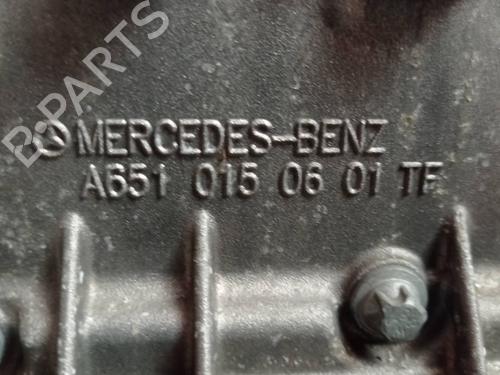 B-PARTS
MERCEDES-BENZ
A651 015 06 01 TF